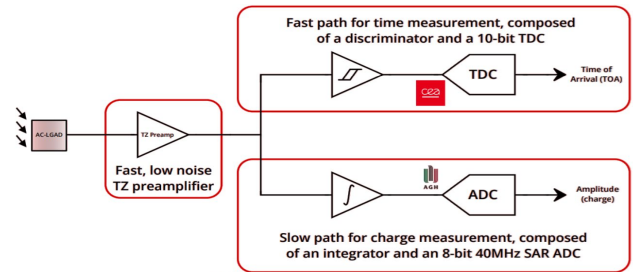 Fast path for time measurement, composed
of a discriminator and a 10-bit TDC
TDC
Time of
Arrival (TOA)
cea
AC-LGAD
TZ Preamp
Fast, low noise
TZ preamplifier
∫
AGH
ADC
Amplitude
(charge)
Slow path for charge measurement, composed
of an integrator and an 8-bit 40MHz SAR ADC